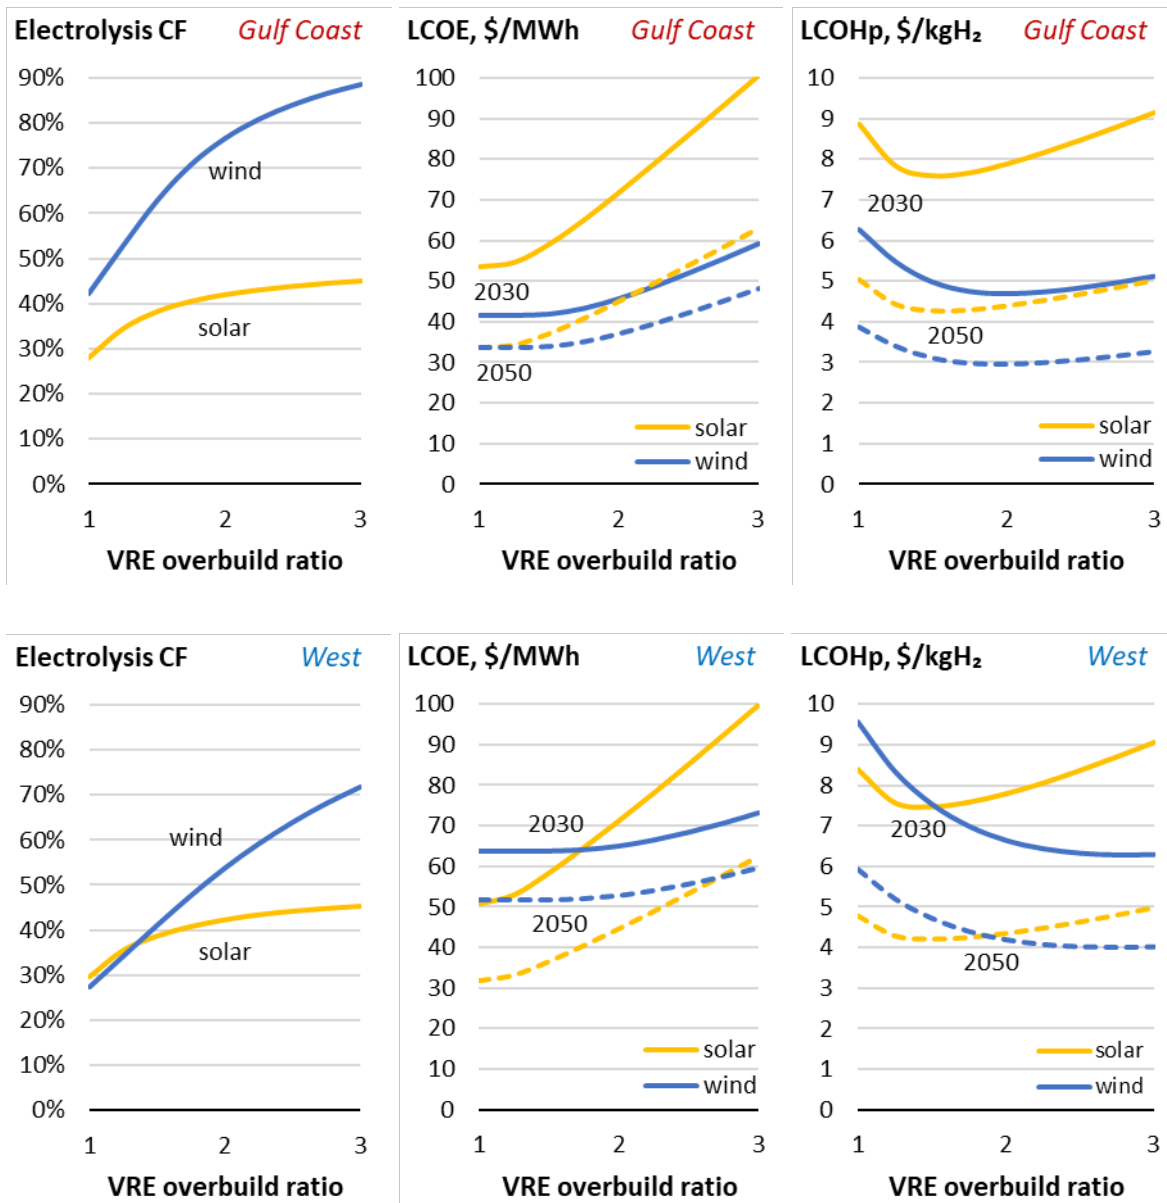 Electrolysis CF Gulf Coast
90%
80%
70%
60%
50%
40%
30%
20%
10%
0%
wind
solar
1 2 3
VRE overbuild ratio
LCOE, $/MWh Gulf Coast
100
90
80
70
60
50
40
30
20
10
0
2030
2050
solar
wind
1 2 3
VRE overbuild ratio
LCOHp, $/kgH₂ Gulf Coast
10
9
8
7
6
5
4
3
2
1
0
2030
2050
solar
wind
1 2 3
VRE overbuild ratio
Electrolysis CF West
90%
80%
70%
60%
50%
40%
30%
20%
10%
0%
wind
solar
1 2 3
VRE overbuild ratio
LCOE, $/MWh West
100
90
80
70
60
50
40
30
20
10
0
2030
2050
solar
wind
1 2 3
VRE overbuild ratio
LCOHp, $/kgH₂ West
10
9
8
7
6
5
4
3
2
1
0
2030
2050
solar
wind
1 2 3
VRE overbuild ratio